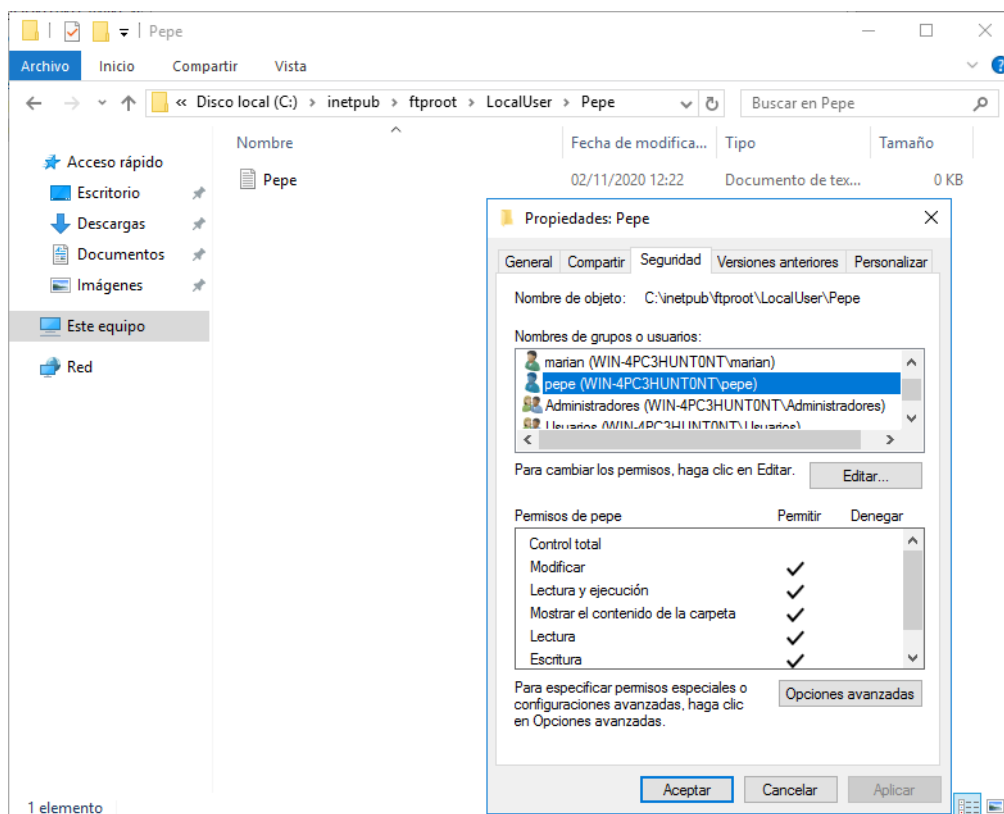 Pepe
Archivo Inicio Compartir Vista
« Disco local (C:) > inetpub > ftproot > LocalUser > Pepe
Buscar en Pepe
Nombre Fecha de modifica... Tipo Tamaño
Acceso rápido
Escritorio
Descargas
Documentos
Imágenes
Este equipo
Red
Pepe 02/11/2020 12:22 Documento de tex... 0 KB
Propiedades: Pepe
General Compartir Seguridad Versiones anteriores Personalizar
Nombre de objeto: C:\inetpub\ftproot\LocalUser\Pepe
Nombres de grupos o usuarios:
marian (WIN-4PC3HUNT0NT\marian)
pepe (WIN-4PC3HUNT0NT\pepe)
Administradores (WIN-4PC3HUNT0NT\Administradores)
Usuarios (WIN-4PC3HUNT0NT\Usuarios)
Para cambiar los permisos, haga clic en Editar.
Editar...
Permisos de pepe Permitir Denegar
Control total
Modificar
Lectura y ejecución
Mostrar el contenido de la carpeta
Lectura
Escritura
Para especificar permisos especiales o
configuraciones avanzadas, haga clic
en Opciones avanzadas.
Opciones avanzadas
Aceptar Cancelar Aplicar
1 elemento